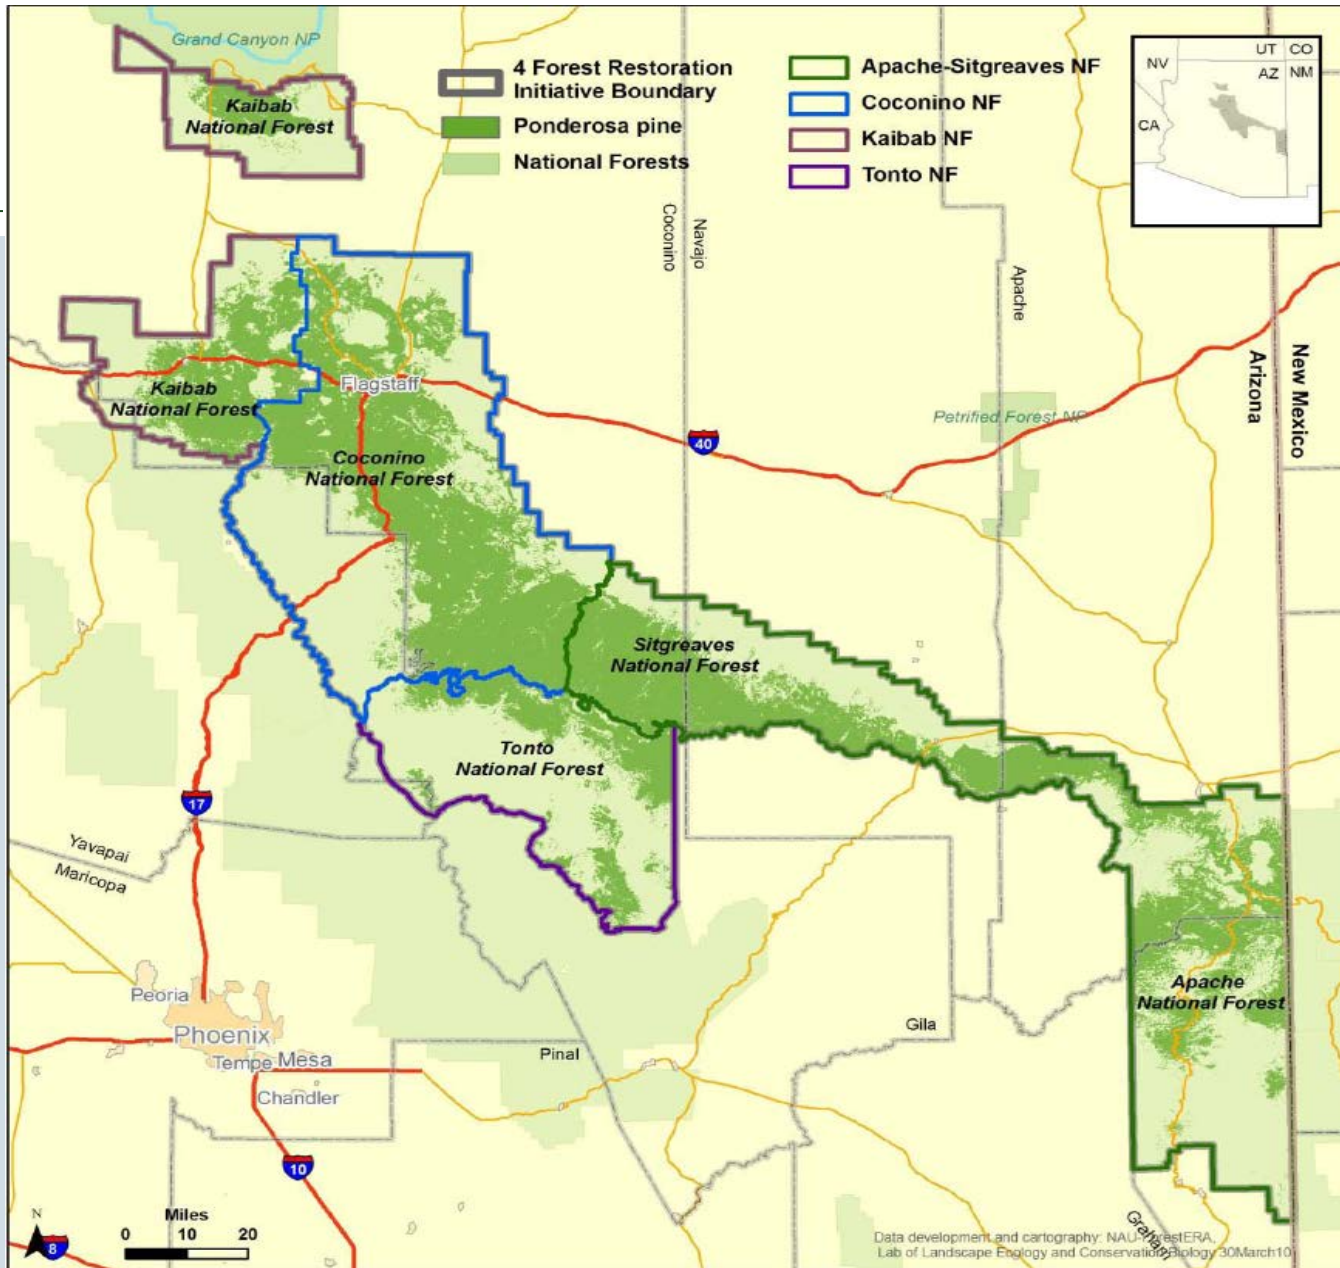 Grand Canyon NP
Kaibab
National Forest
4 Forest Restoration
Initiative Boundary
Ponderosa pine
National Forests
Apache-Sitgreaves NF
Coconino NF
Kaibab NF
Tonto NF
NV
UT
CO
AZ
NM
CA
Coconino
Navajo
Apache
Arizona
New Mexico
Kaibab
National Forest
Flagstaff
Petrified Forest NP
40
Coconino
National Forest
Sitgreaves
National Forest
Tonto
National Forest
17
Yavapai
Maricopa
Apache
National Forest
Peoria
Phoenix
Tempe
Mesa
Chandler
Gila
Pinal
10
Graham
N
8
Miles
0 10 20
Data development and cartography: NAU-ForestERA,
Lab of Landscape Ecology and Conservation Biology 30March10